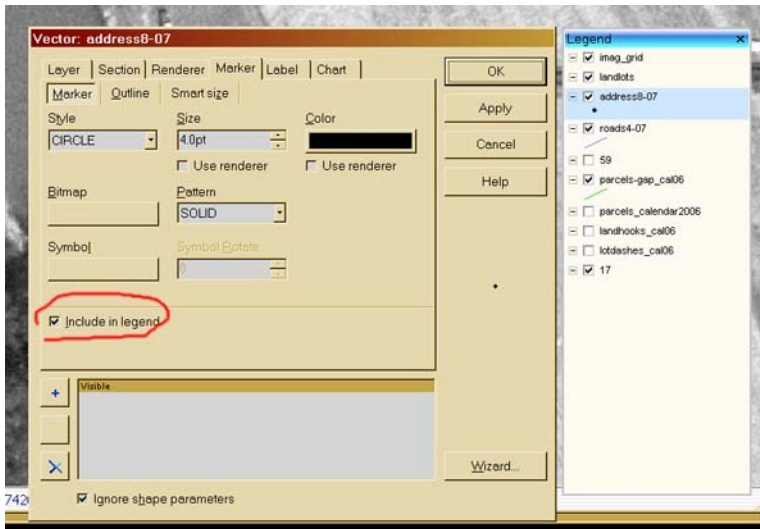 Vector: address8-07
Layer Section Renderer Marker Label Chart
Marker Outline Smart size
Style Size Color
CIRCLE 4.0pt
Use renderer Use renderer
Bitmap Pattern
SOLID
Symbol Symbol Rotate
0
Include in legend
Visible
Ignore shape parameters
OK
Apply
Cancel
Help
Wizard...
742
Legend
imag_grid
landlots
address8-07
roads4-07
59
parcels-gap_cal06
parcels_calendar2006
landhooks_cal06
lotdashes_cal06
17